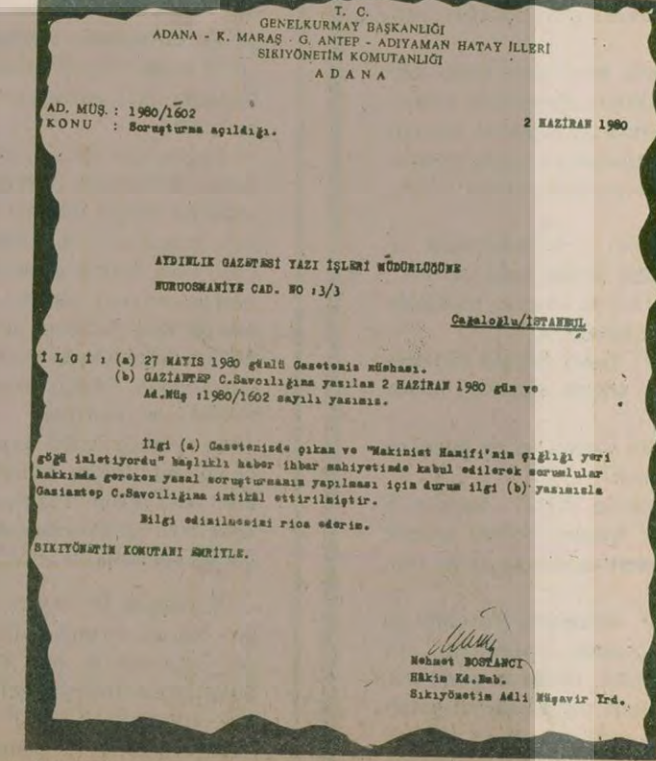 T. C.
GENELKURMAY BAŞKANLIĞI
ADANA - K. MARAŞ - G. ANTEP - ADIYAMAN HATAY İLLERİ
SIKIYÖNETİM KOMUTANLIĞI
ADANA
AD. MÜŞ. : 1980/1602
2 HAZİRAN 1980
KONU : Soruşturma açıldığı.
AYDINLIK GAZETESİ YAZI İŞLERİ MÜDÜRLÜĞÜNE
NURUOSMANİYE CAD. NO :3/3
Cağaloğlu/İSTANBUL
İLGİ : (a) 27 MAYIS 1980 günlü Gazeteniz nüshası.
(b) GAZİANTEP C.Savcılığına yazılan 2 HAZİRAN 1980 gün ve
Ad.Müş :1980/1602 sayılı yazımız.
İlgi (a) Gazetenizde çıkan ve "Makinist Hanifi'nin çığlığı yeri
göğü inletiyordu" başlıklı haber ihbar mahiyetinde kabul edilerek sorumlular
hakkında gereken yasal soruşturmanın yapılması için durum ilgi (b) yazımızla
Gaziantep C.Savcılığına intikâl ettirilmiştir.
Bilgi edinilmesini rica ederim.
SIKIYÖNETİM KOMUTANI EMRİYLE.
Mehmet BOSTANCI
Hâkim Kd.Bnb.
Sıkıyönetim Adli Müşavir Yrd.